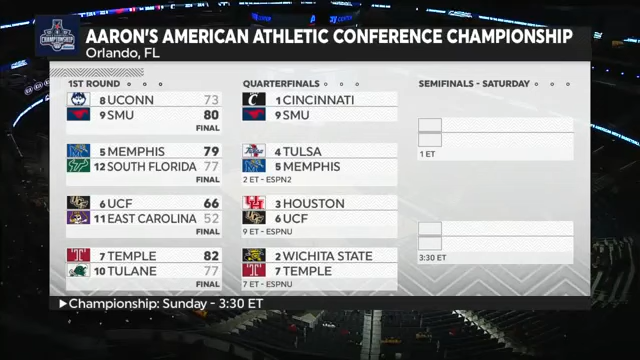 AARON'S AMERICAN ATHLETIC CONFERENCE CHAMPIONSHIP
Orlando, FL
1ST ROUND
8 UCONN 73
9 SMU 80
FINAL
5 MEMPHIS 79
12 SOUTH FLORIDA 77
FINAL
6 UCF 66
11 EAST CAROLINA 52
FINAL
7 TEMPLE 82
10 TULANE 77
FINAL
QUARTERFINALS
1 CINCINNATI
9 SMU
4 TULSA
5 MEMPHIS
2 ET - ESPN2
3 HOUSTON
6 UCF
9 ET - ESPNU
2 WICHITA STATE
7 TEMPLE
7 ET - ESPNU
SEMIFINALS - SATURDAY
1 ET
3:30 ET
Championship: Sunday - 3:30 ET
CHAMPIONSHIP